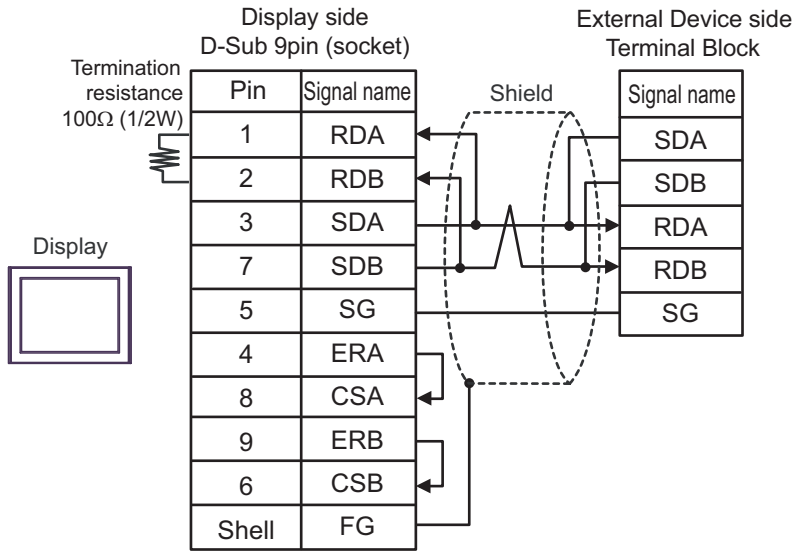 Display side
D-Sub 9pin (socket)
External Device side
Terminal Block
Termination
resistance
100Ω (1/2W)
Pin Signal name
Shield
Signal name
1 RDA
SDA
2 RDB
SDB
3 SDA
RDA
Display
7 SDB
RDB
5 SG
SG
4 ERA
8 CSA
9 ERB
6 CSB
Shell FG